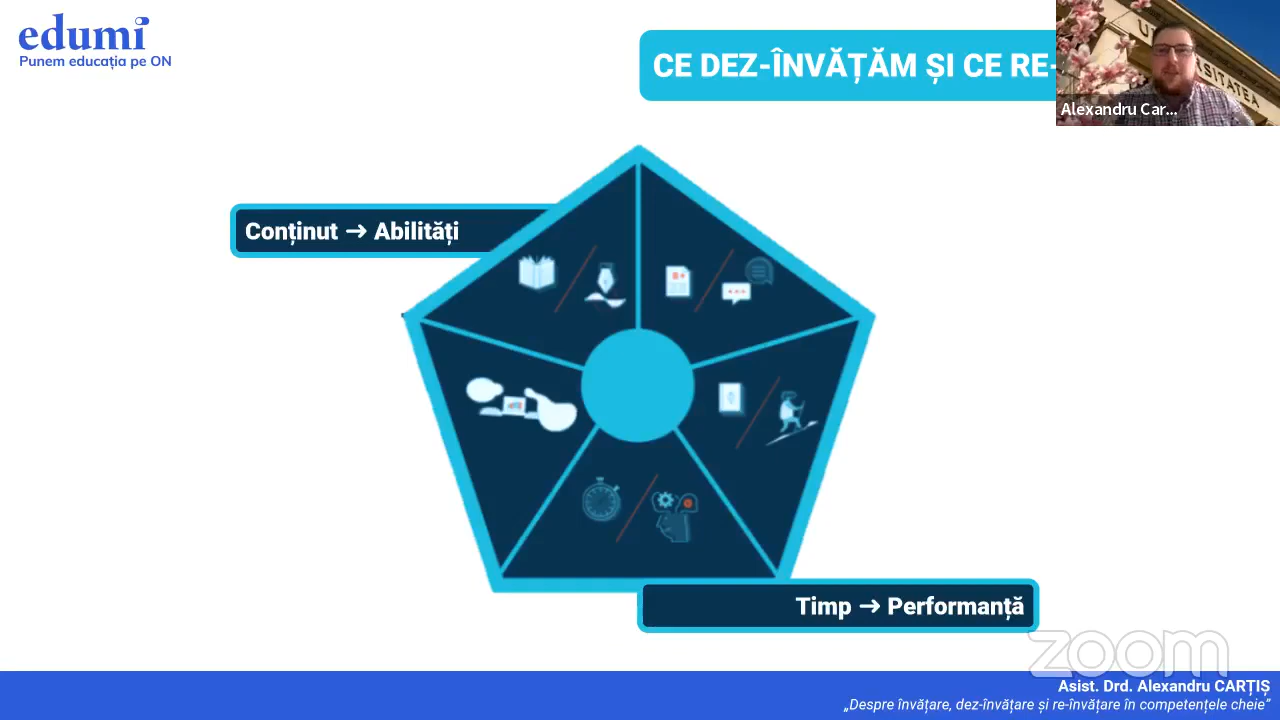 edumi
Punem educația pe ON
CE DEZ-ÎNVĂȚĂM ȘI CE RE-
Alexandru Car...
Conținut → Abilități
Timp → Performanță
zoom
Asist. Drd. Alexandru CARȚIȘ
„Despre învățare, dez-învățare și re-învățare în competențele cheie”